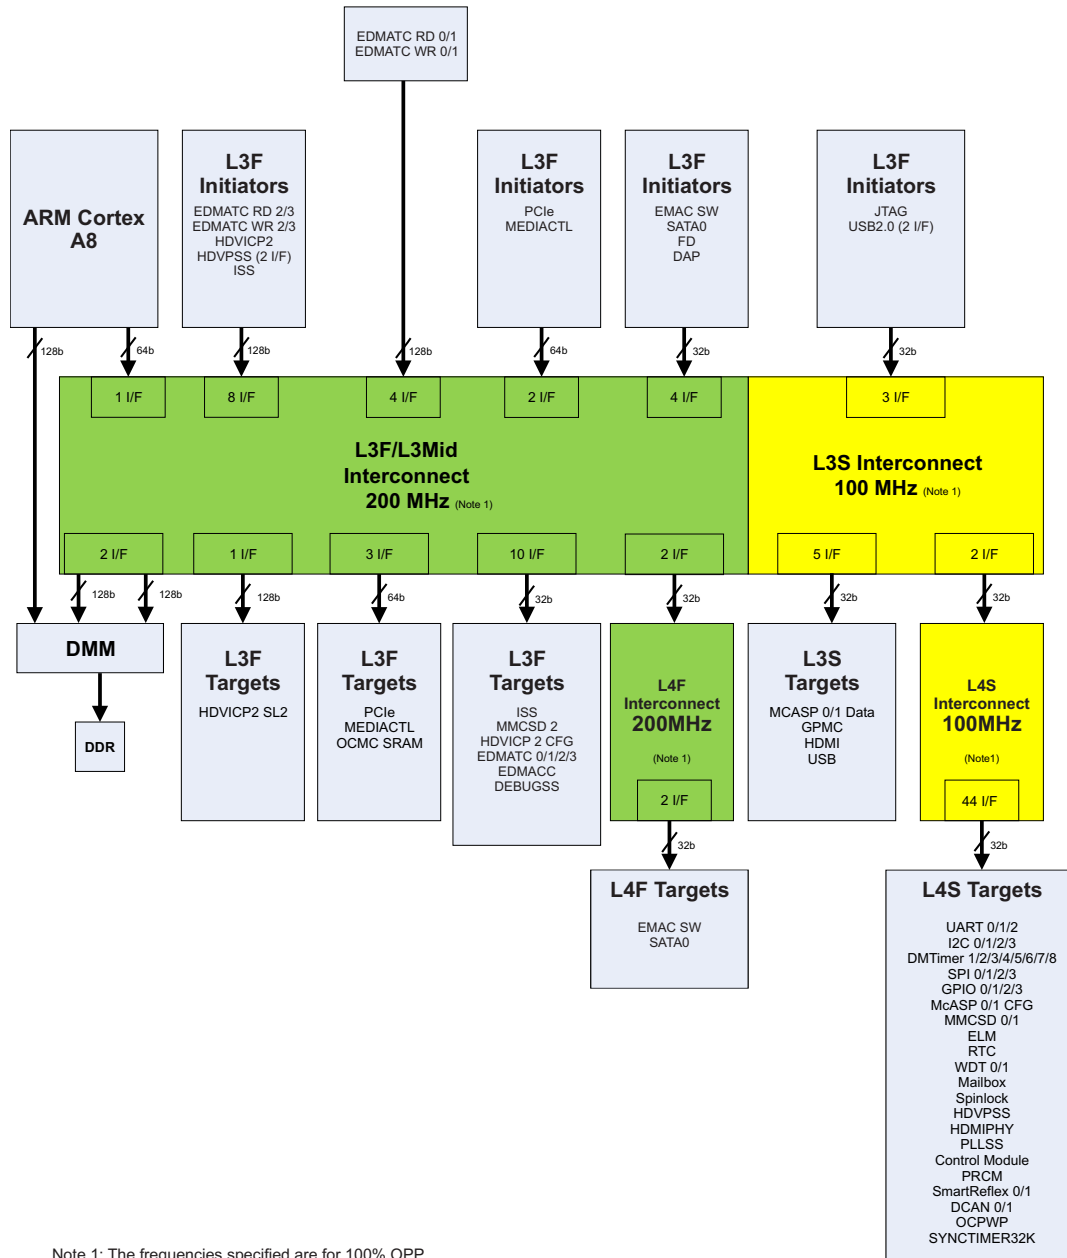 EDMATC RD 0/1
EDMATC WR 0/1
ARM Cortex
A8
L3F
Initiators
EDMATC RD 2/3
EDMATC WR 2/3
HDVICP2
HDVPSS (2 I/F)
ISS
L3F
Initiators
PCIe
MEDIACTL
L3F
Initiators
EMAC SW
SATA0
FD
DAP
L3F
Initiators
JTAG
USB2.0 (2 I/F)
128b
64b
128b
128b
64b
32b
32b
1 I/F
8 I/F
4 I/F
2 I/F
4 I/F
3 I/F
L3F/L3Mid
Interconnect
200 MHz (Note 1)
L3S Interconnect
100 MHz (Note 1)
2 I/F
1 I/F
3 I/F
10 I/F
2 I/F
5 I/F
2 I/F
128b
128b
128b
64b
32b
32b
32b
32b
DMM
DDR
L3F
Targets
HDVICP2 SL2
L3F
Targets
PCIe
MEDIACTL
OCMC SRAM
L3F
Targets
ISS
MMCSD 2
HDVICP 2 CFG
EDMATC 0/1/2/3
EDMACC
DEBUGSS
L4F
Interconnect
200MHz
(Note 1)
2 I/F
L3S
Targets
MCASP 0/1 Data
GPMC
HDMI
USB
L4S
Interconnect
100MHz
(Note1)
44 I/F
32b
32b
L4F Targets
EMAC SW
SATA0
L4S Targets
UART 0/1/2
I2C 0/1/2/3
DMTimer 1/2/3/4/5/6/7/8
SPI 0/1/2/3
GPIO 0/1/2/3
McASP 0/1 CFG
MMCSD 0/1
ELM
RTC
WDT 0/1
Mailbox
Spinlock
HDVPSS
HDMIPHY
PLLSS
Control Module
PRCM
SmartReflex 0/1
DCAN 0/1
OCPWP
SYNCTIMER32K
Note 1: The frequencies specified are for 100% OPP